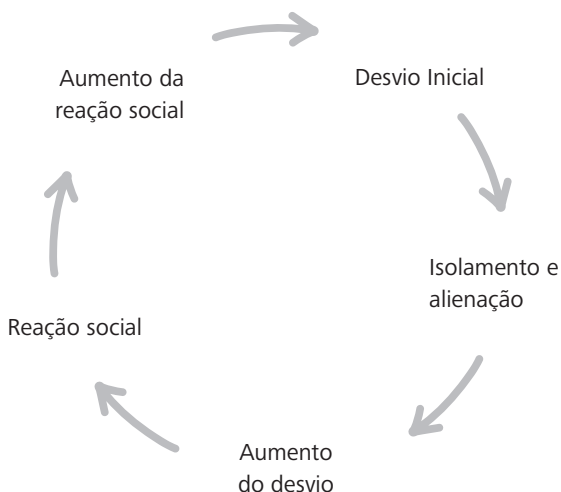 Aumento da
reação social
Desvio Inicial
Isolamento e
alienação
Reação social
Aumento
do desvio